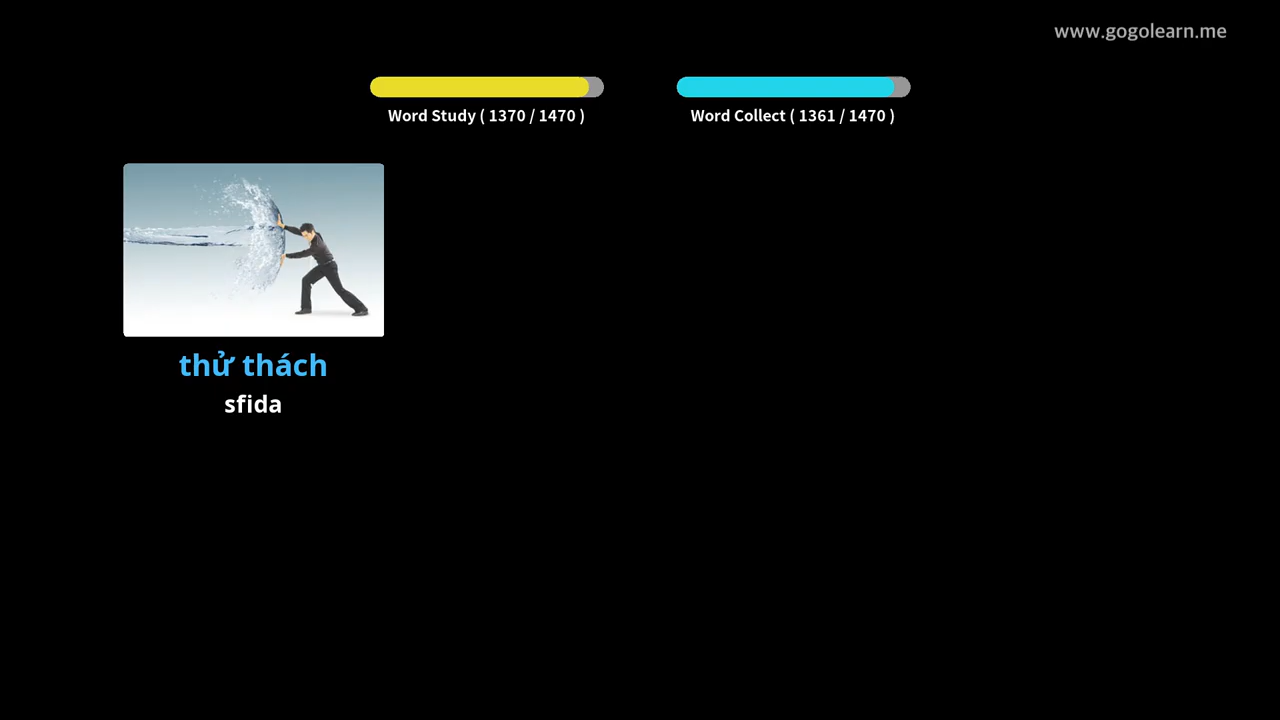 www.gogolearn.me
Word Study ( 1370 / 1470 )
Word Collect ( 1361 / 1470 )
thử thách
sfida